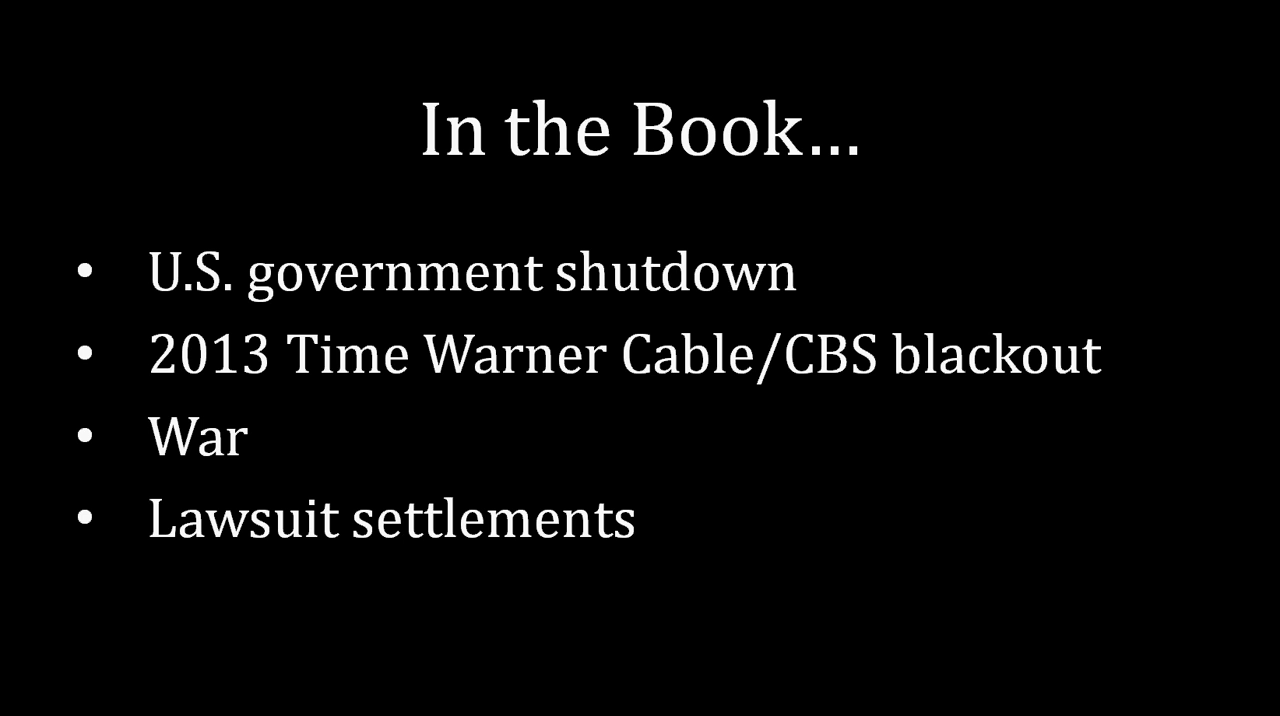 In the Book…
• U.S. government shutdown
• 2013 Time Warner Cable/CBS blackout
• War
• Lawsuit settlements